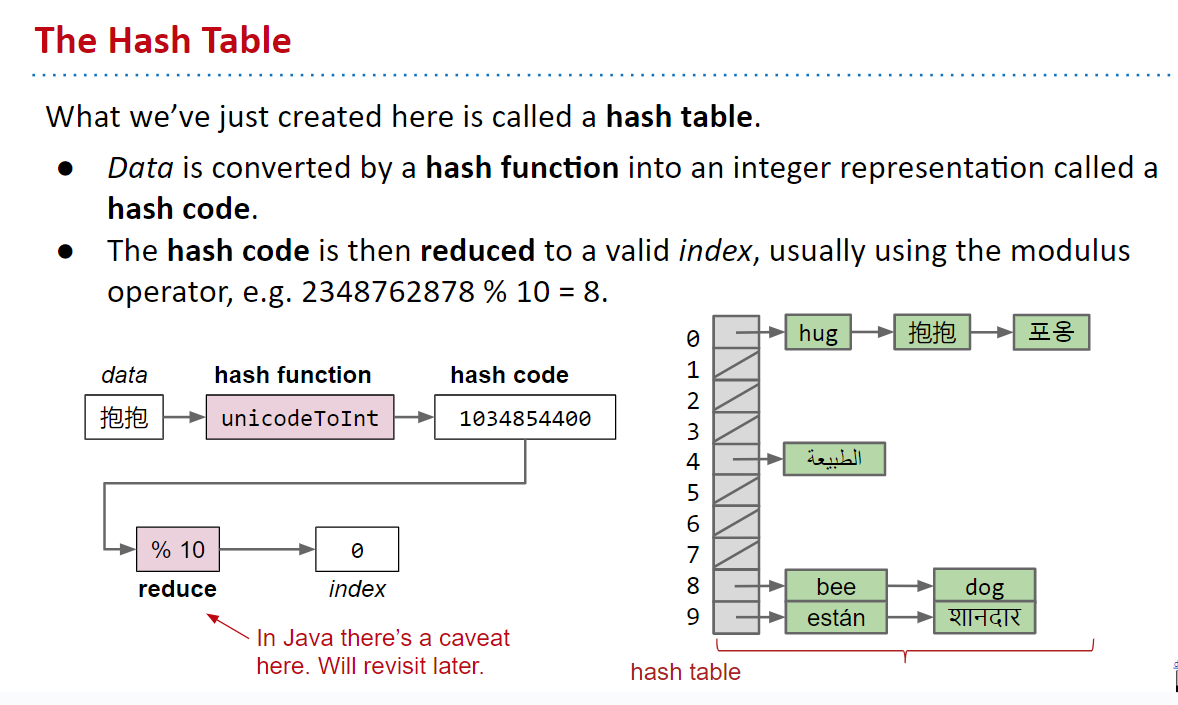 The Hash Table
What we’ve just created here is called a hash table.
● Data is converted by a hash function into an integer representation called a
hash code.
● The hash code is then reduced to a valid index, usually using the modulus
operator, e.g. 2348762878 % 10 = 8.
data hash function hash code
抱抱 unicodeToInt 1034854400
% 10 0
reduce index
In Java there’s a caveat
here. Will revisit later.
0 hug 抱抱 포옹
1
2
3
4 الطبيعة
5
6
7
8 bee dog
9 están शानदार
hash table